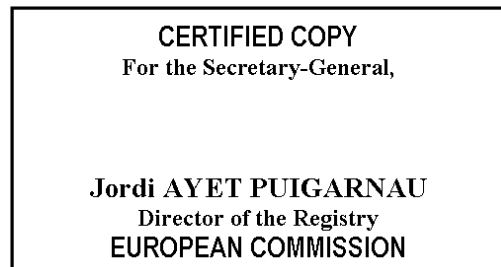 CERTIFIED COPY
For the Secretary-General,
Jordi AYET PUIGARNAU
Director of the Registry
EUROPEAN COMMISSION